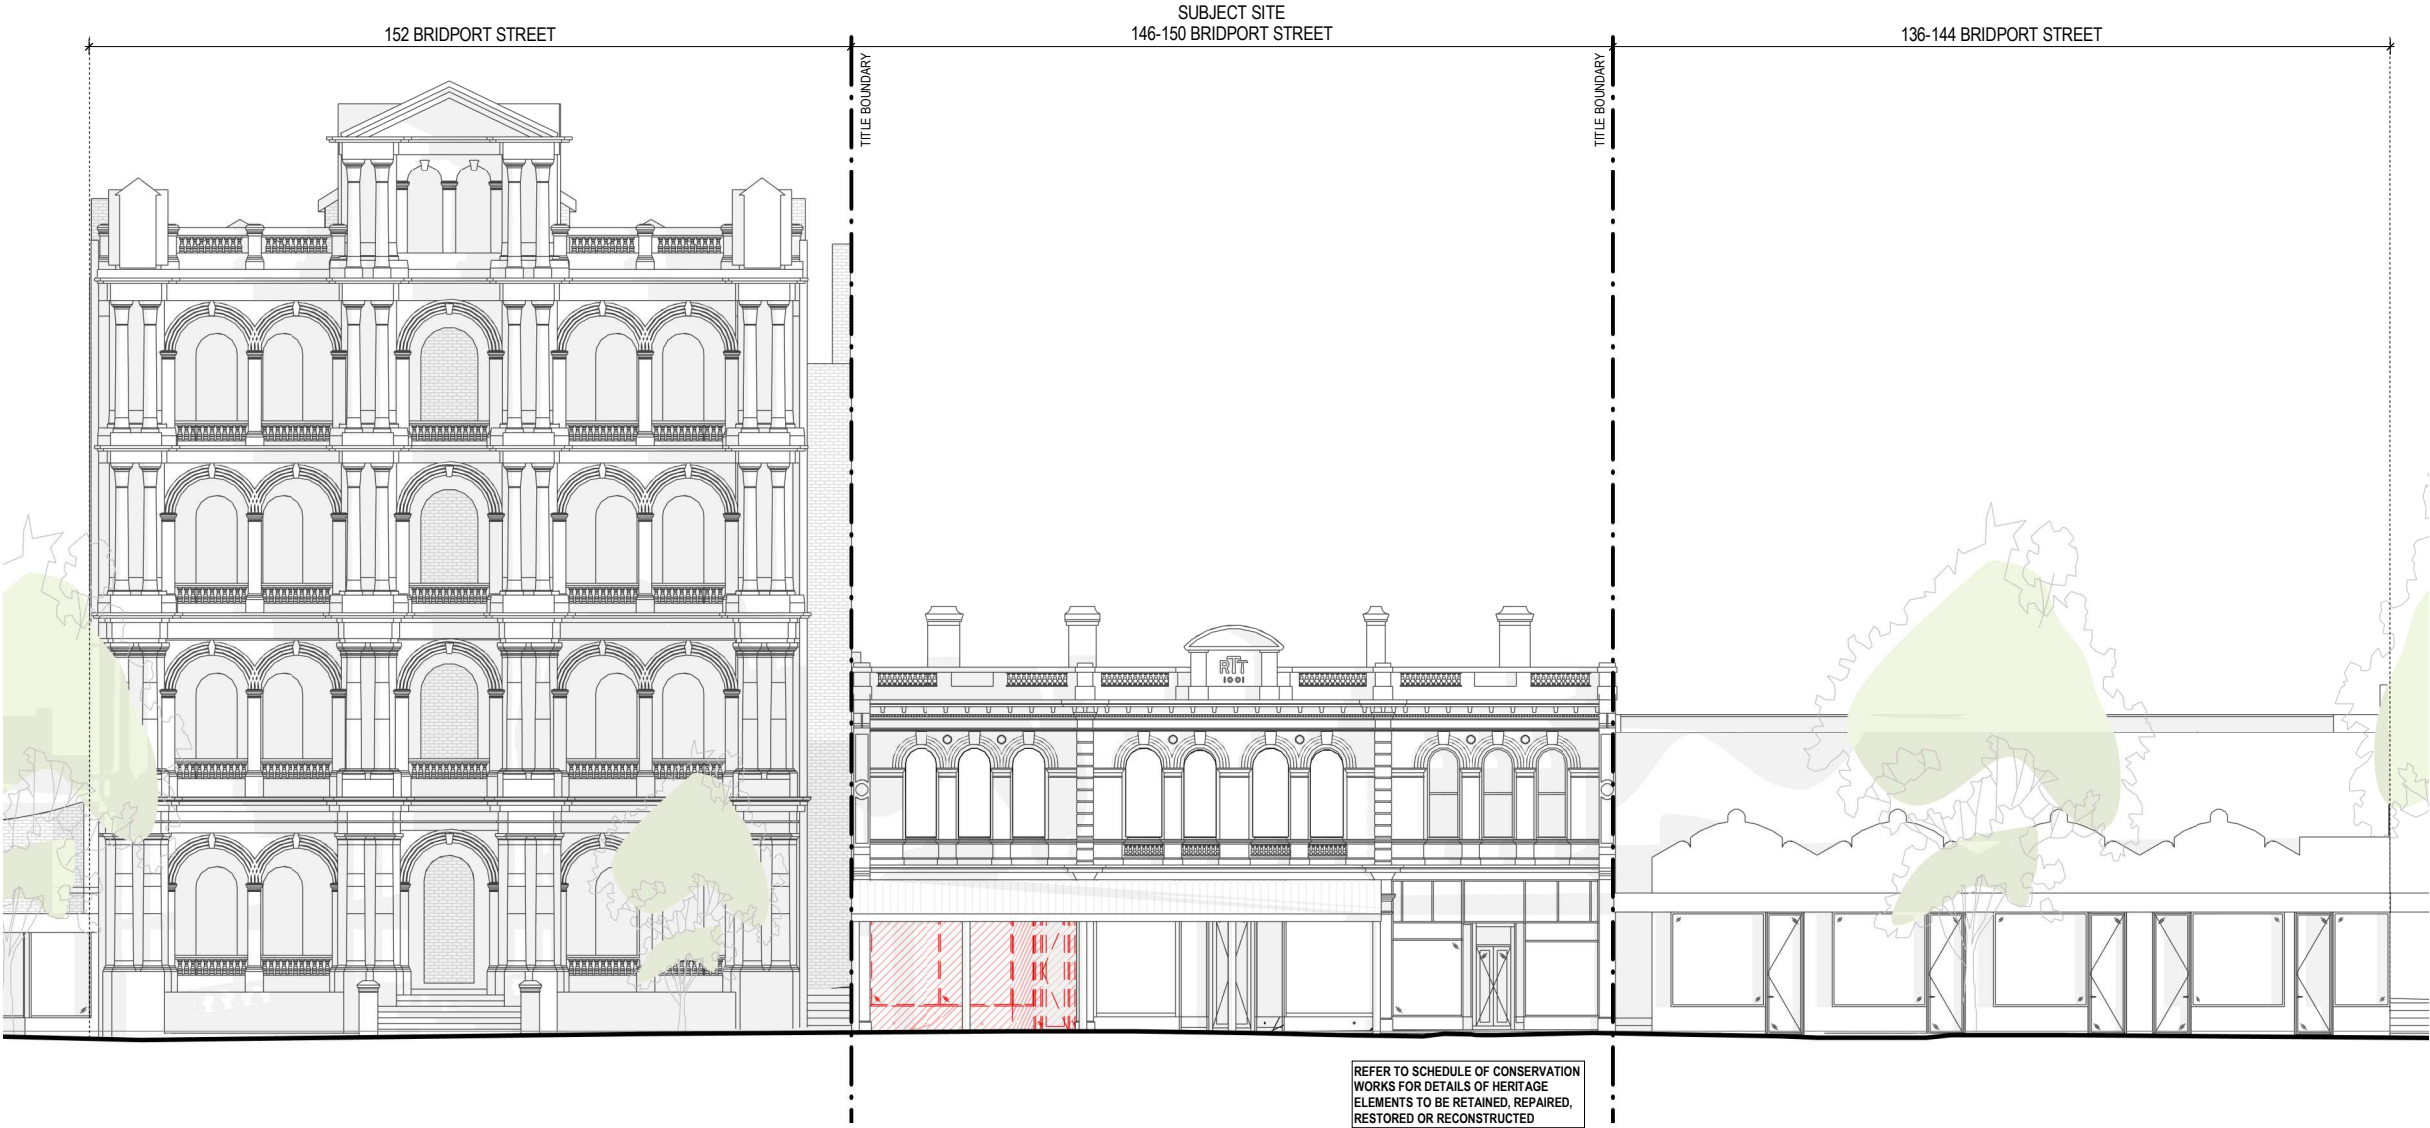 SUBJECT SITE
152 BRIDPORT STREET
146-150 BRIDPORT STREET
136-144 BRIDPORT STREET
TITLE BOUNDARY
TITLE BOUNDARY
RTT
1001
REFER TO SCHEDULE OF CONSERVATION
WORKS FOR DETAILS OF HERITAGE
ELEMENTS TO BE RETAINED, REPAIRED,
RESTORED OR RECONSTRUCTED